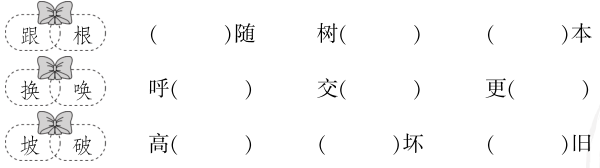 跟 根 (  )随 树(  ) (  )本
换 唤 呼(  ) 交(  ) 更(  )
坡 破 高(  ) (  )坏 (  )旧